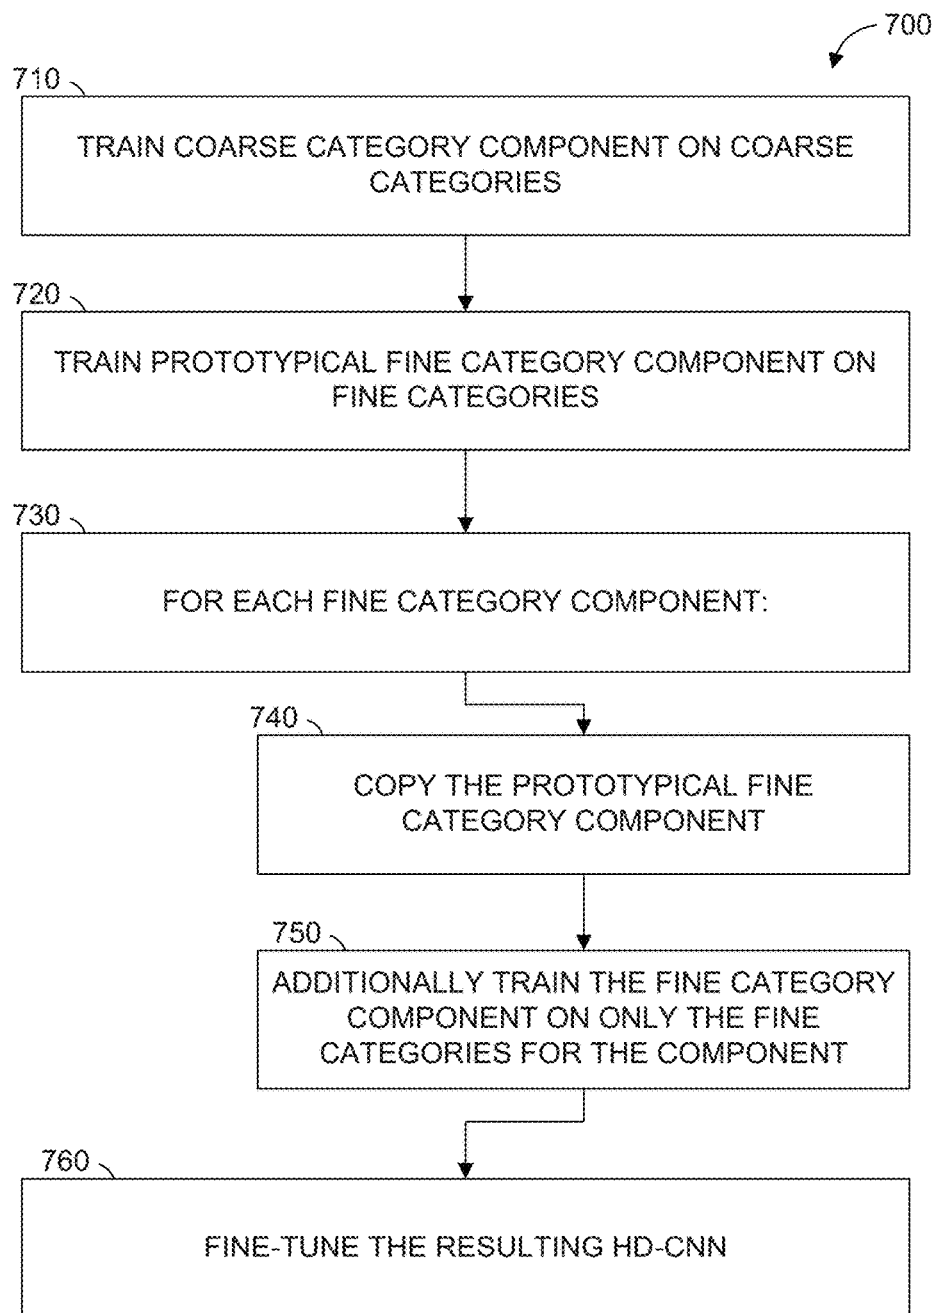 700
710
TRAIN COARSE CATEGORY COMPONENT ON COARSE
CATEGORIES
720
TRAIN PROTOTYPICAL FINE CATEGORY COMPONENT ON
FINE CATEGORIES
730
FOR EACH FINE CATEGORY COMPONENT:
740
COPY THE PROTOTYPICAL FINE
CATEGORY COMPONENT
750
ADDITIONALLY TRAIN THE FINE CATEGORY
COMPONENT ON ONLY THE FINE
CATEGORIES FOR THE COMPONENT
760
FINE-TUNE THE RESULTING HD-CNN